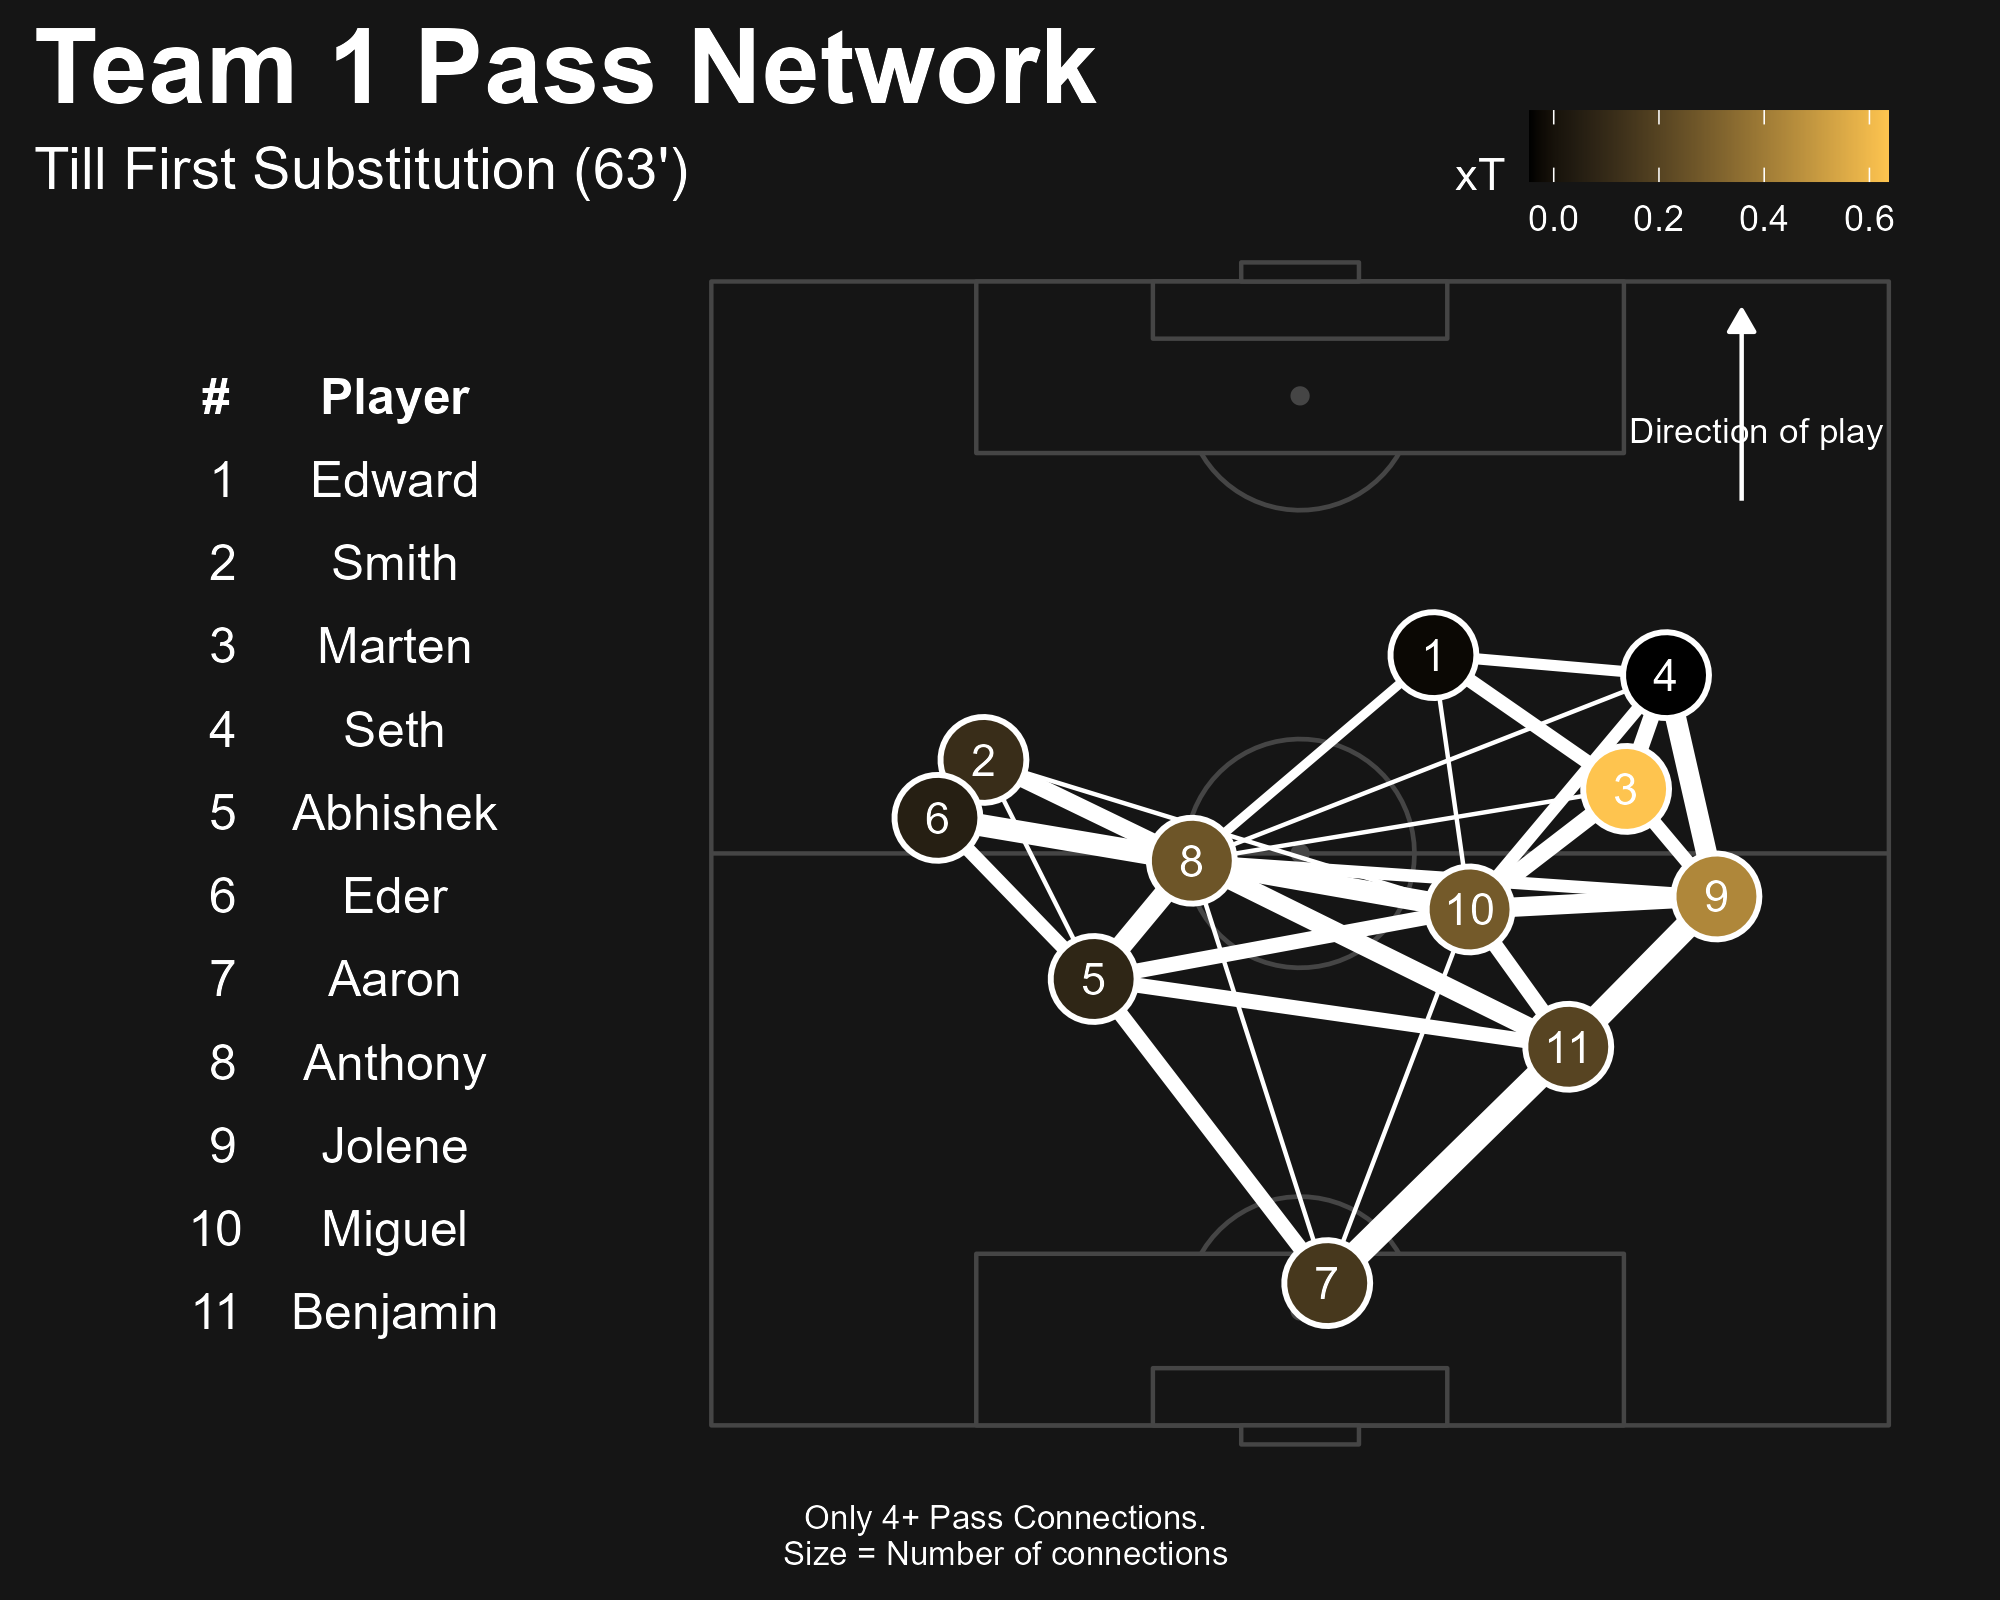 Team 1 Pass Network
Till First Substitution (63')
xT
0.0 0.2 0.4 0.6
# Player
1 Edward
2 Smith
3 Marten
4 Seth
5 Abhishek
6 Eder
7 Aaron
8 Anthony
9 Jolene
10 Miguel
11 Benjamin
Direction of play
1
4
2
3
6
8
9
10
5
11
7
Only 4+ Pass Connections.
Size = Number of connections